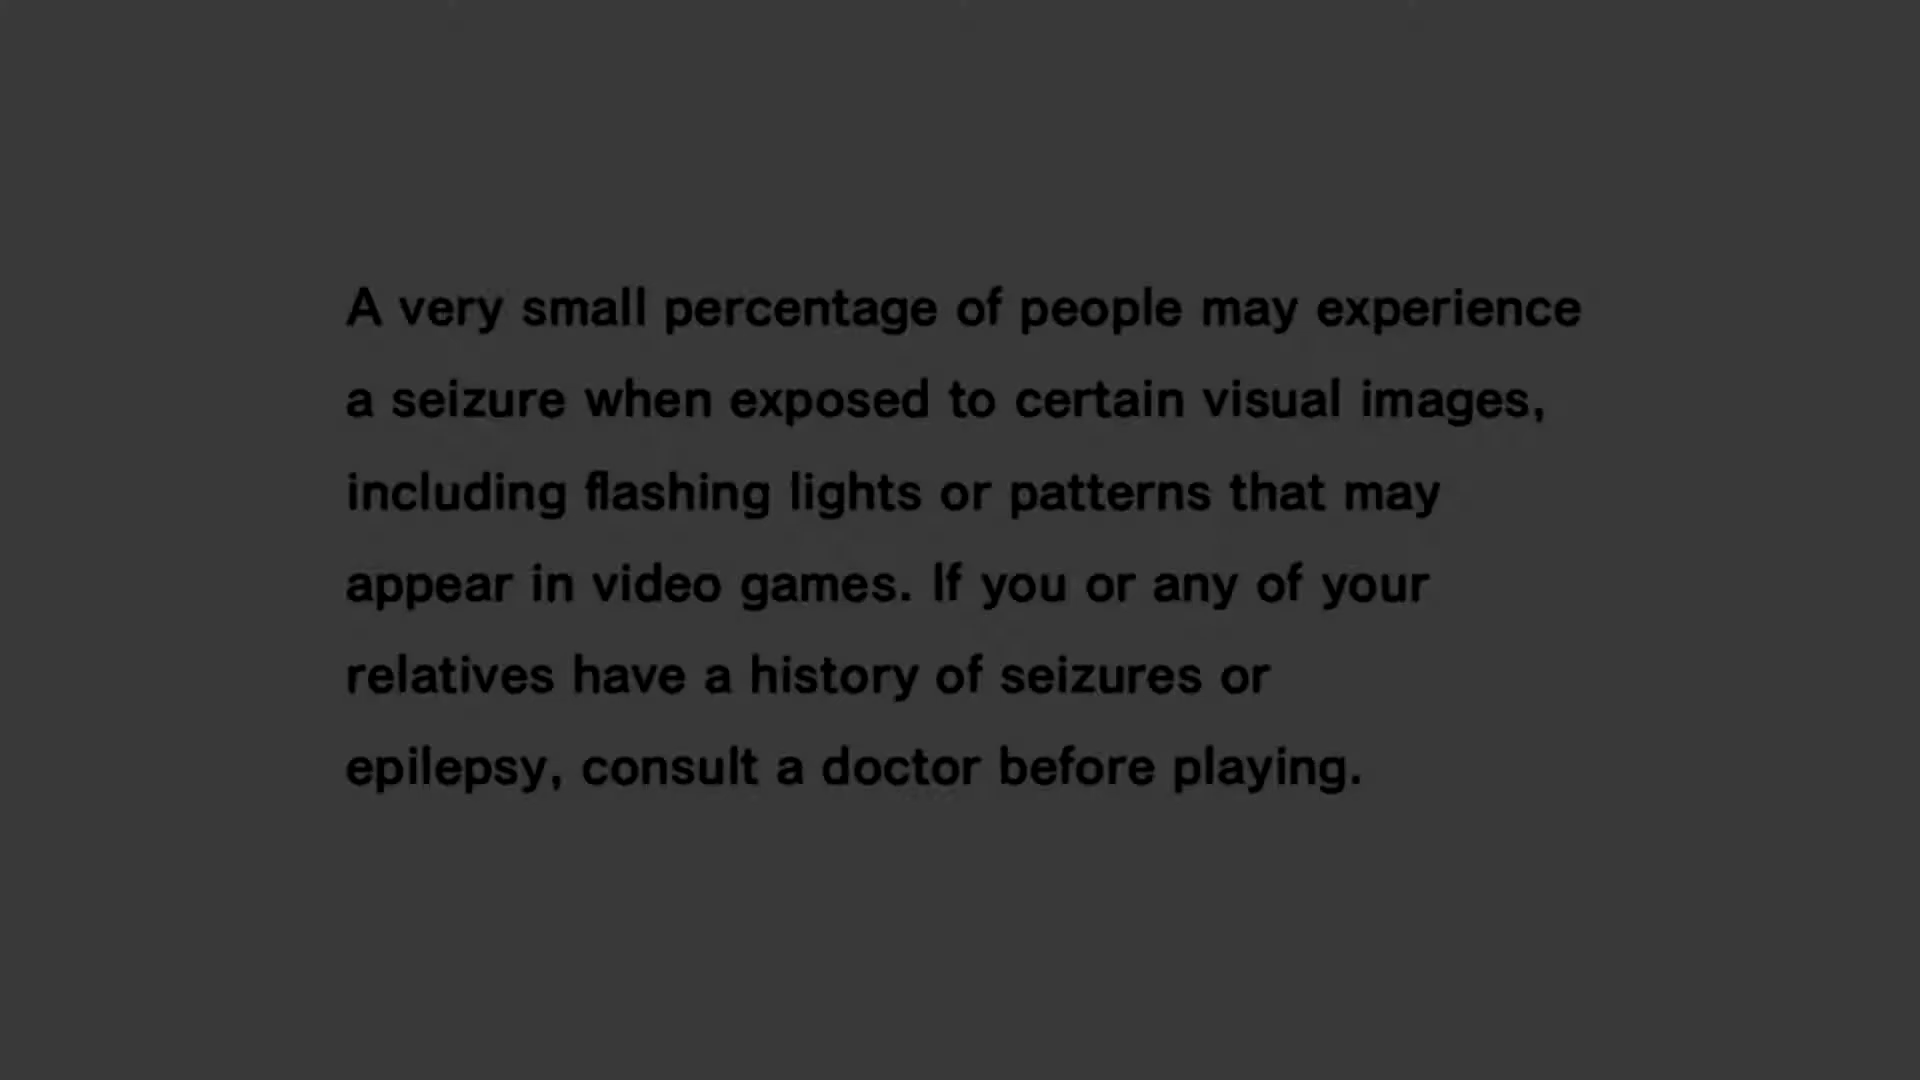 A very small percentage of people may experience
a seizure when exposed to certain visual images,
including flashing lights or patterns that may
appear in video games. If you or any of your
relatives have a history of seizures or
epilepsy, consult a doctor before playing.